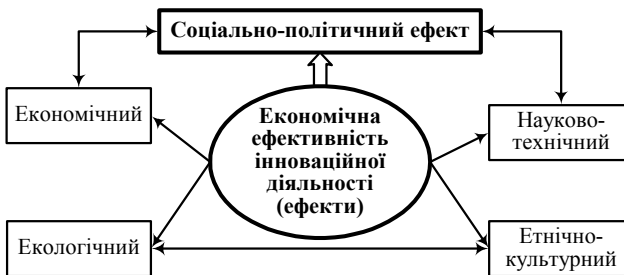 Соціально-політичний ефект
Економічний
Економічна
ефективність
інноваційної
діяльності
(ефекти)
Науково-
технічний
Екологічний
Етнічно-
культурний